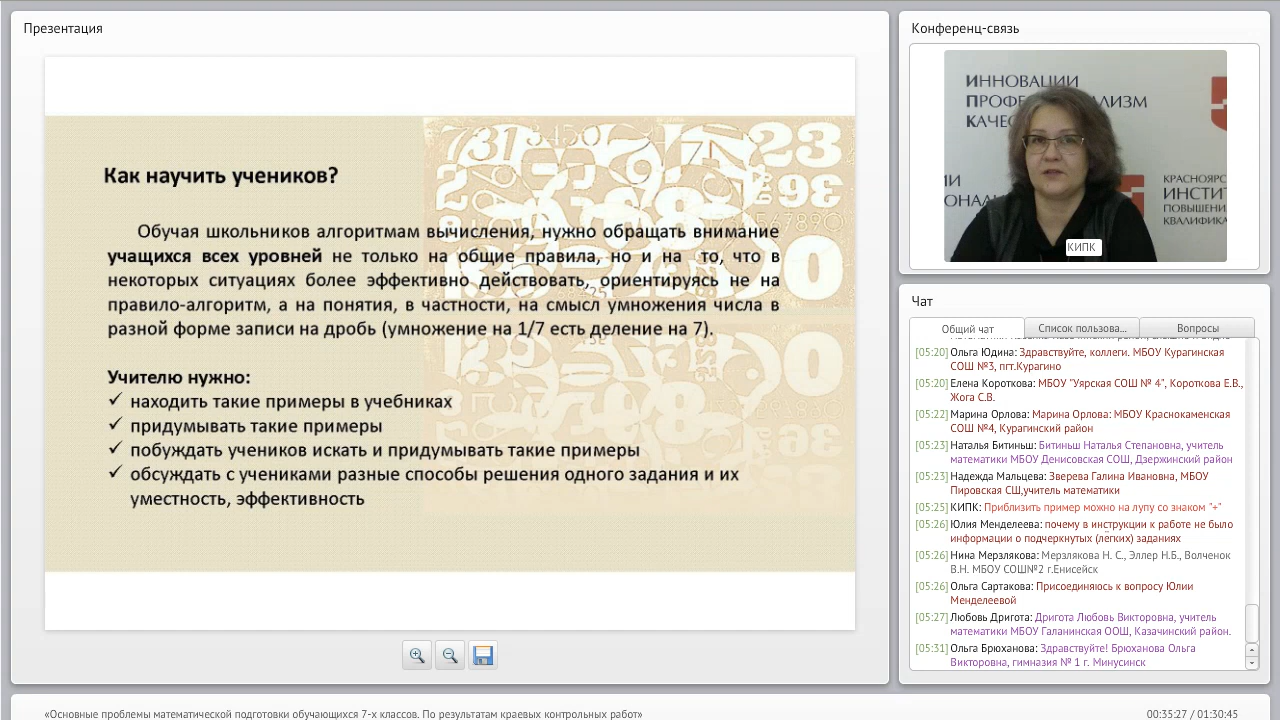 Презентация
Как научить учеников?
Обучая школьников алгоритмам вычисления, нужно обращать внимание
учащихся всех уровней не только на общие правила, но и на то, что в
некоторых ситуациях более эффективно действовать, ориентируясь не на
правило-алгоритм, а на понятия, в частности, на смысл умножения числа в
разной форме записи на дробь (умножение на 1/7 есть деление на 7).
Учителю нужно:
✓ находить такие примеры в учебниках
✓ придумывать такие примеры
✓ побуждать учеников искать и придумывать такие примеры
✓ обсуждать с учениками разные способы решения одного задания и их
уместность, эффективность
Конференц-связь
ИННОВАЦИИ
КИПК
Чат
Общий чат
Список пользова...
Вопросы
[05:20] Ольга Юдина: Здравствуйте, коллеги. МБОУ Курагинская
СОШ №3, пгт.Курагино
[05:20] Елена Короткова: МБОУ "Уярская СОШ № 4", Короткова Е.В.,
Жога С.В.
[05:22] Марина Орлова: Марина Орлова: МБОУ Краснокаменская
СОШ №4, Курагинский район
[05:23] Наталья Битиньш: Битиньш Наталья Степановна, учитель
математики МБОУ Денисовская СОШ, Дзержинский район
[05:23] Надежда Мальцева: Зверева Галина Ивановна, МБОУ
Пировская СШ,учитель математики
[05:25] КИПК: Приблизить пример можно на лупу со знаком "+"
[05:26] Юлия Менделеева: почему в инструкции к работе не было
информации о подчеркнутых (лёгких) заданиях
[05:26] Нина Мерзлякова: Мерзлякова Н. С., Эллер Н.Б., Волченок
В.Н. МБОУ СОШ№2 г.Енисейск
[05:26] Ольга Сартакова: Присоединяюсь к вопросу Юлии
Менделеевой
[05:27] Любовь Дригота: Дригота Любовь Викторовна, учитель
математики МБОУ Галанинская ООШ, Казачинский район.
[05:31] Ольга Брюханова: Здравствуйте! Брюханова Ольга
Викторовна, гимназия № 1 г. Минусинск
«Основные проблемы математической подготовки обучающихся 7-х классов. По результатам краевых контрольных работ»
00:35:27 / 01:30:45